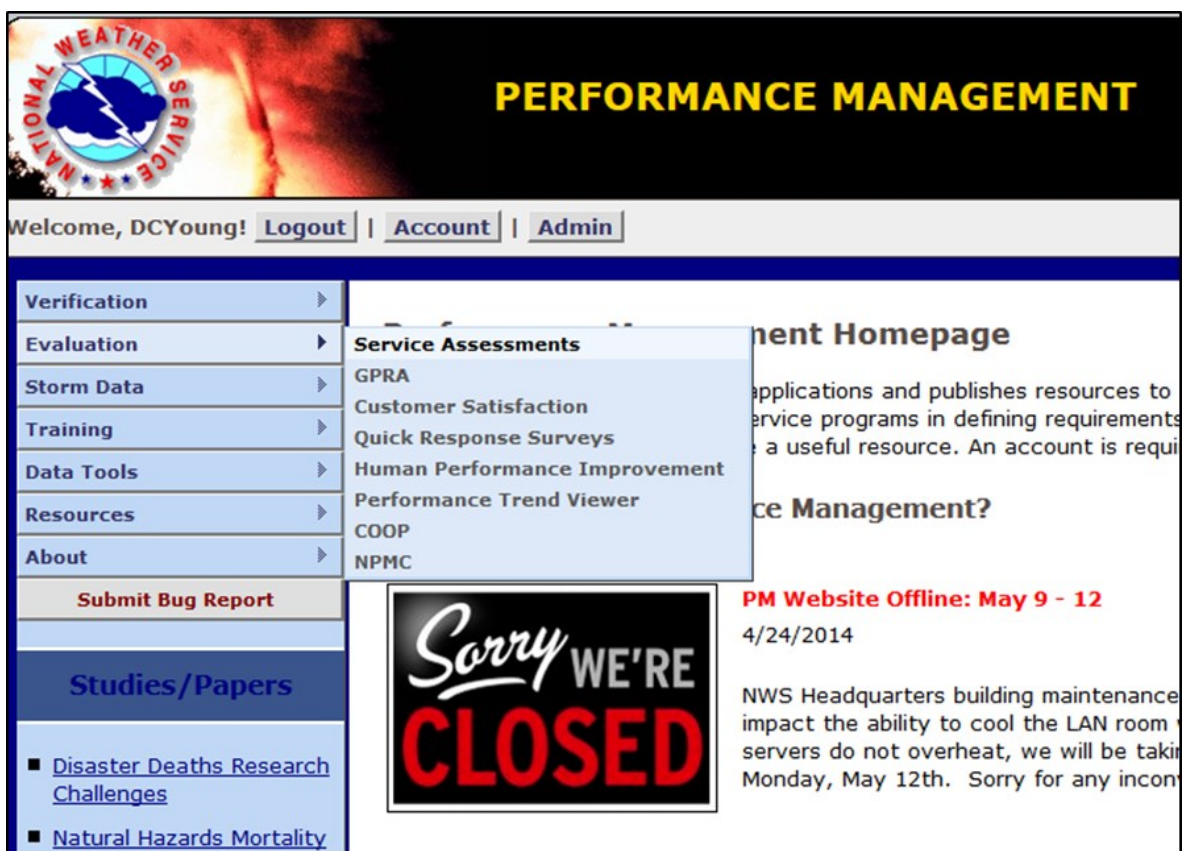 NATIONAL WEATHER SERVICE
PERFORMANCE MANAGEMENT
Welcome, DCYoung! Logout | Account | Admin
Verification
Evaluation
Storm Data
Training
Data Tools
Resources
About
Submit Bug Report
Service Assessments
GPRA
Customer Satisfaction
Quick Response Surveys
Human Performance Improvement
Performance Trend Viewer
COOP
NPMC
ment Homepage
applications and publishes resources to
ervice programs in defining requirements
a useful resource. An account is requi
ce Management?
Studies/Papers
Disaster Deaths Research
Challenges
Natural Hazards Mortality
Sorry WE'RE
CLOSED
PM Website Offline: May 9 - 12
4/24/2014
NWS Headquarters building maintenance
impact the ability to cool the LAN room
servers do not overheat, we will be takin
Monday, May 12th. Sorry for any incon